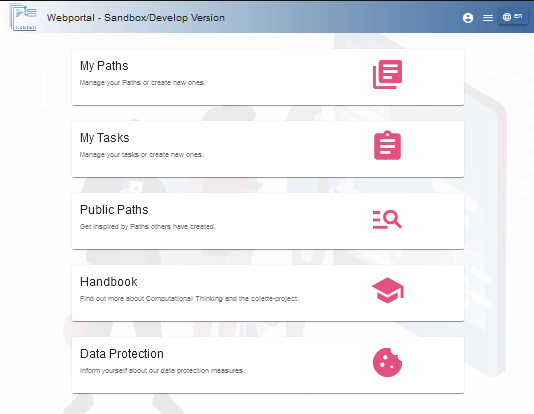 Webportal - Sandbox/Develop Version
en
My Paths
Manage your Paths or create new ones.
My Tasks
Manage your tasks or create new ones.
Public Paths
Get inspired by Paths others have created.
Handbook
Find out more about Computational Thinking and the colette-project.
Data Protection
Inform yourself about our data protection measures.